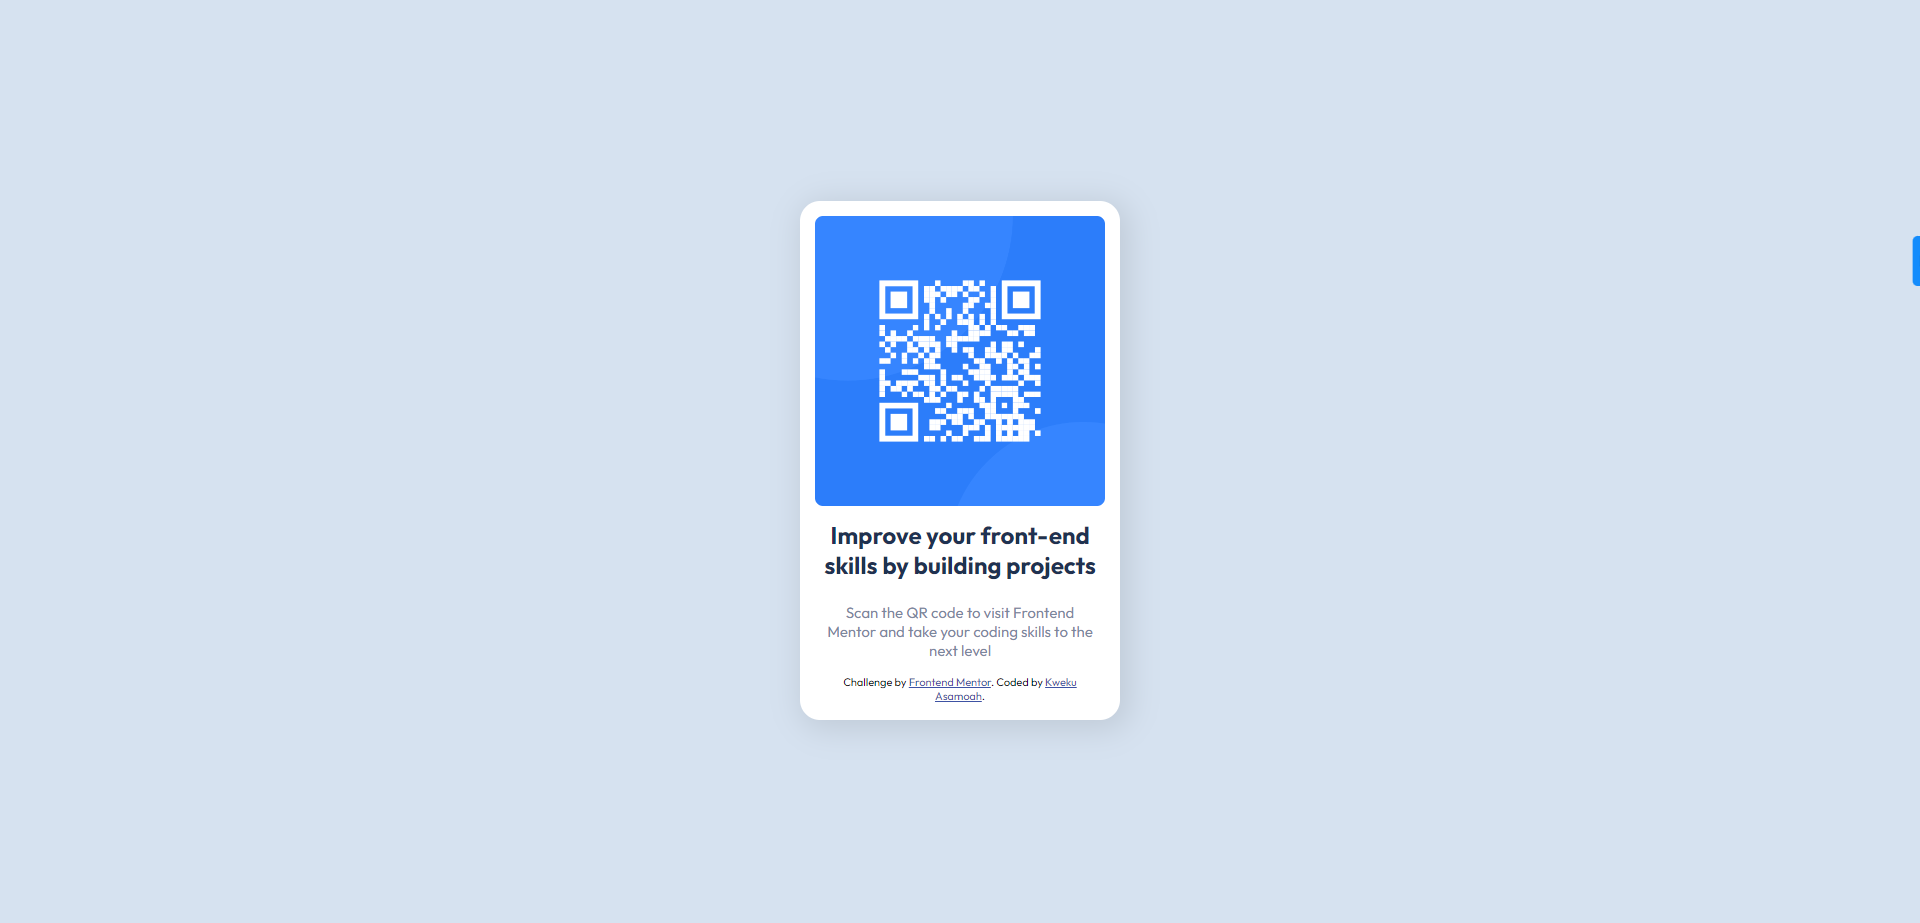 Improve your front-end
skills by building projects
Scan the QR code to visit Frontend
Mentor and take your coding skills to the
next level
Challenge by Frontend Mentor. Coded by Kweku
Asamoah.